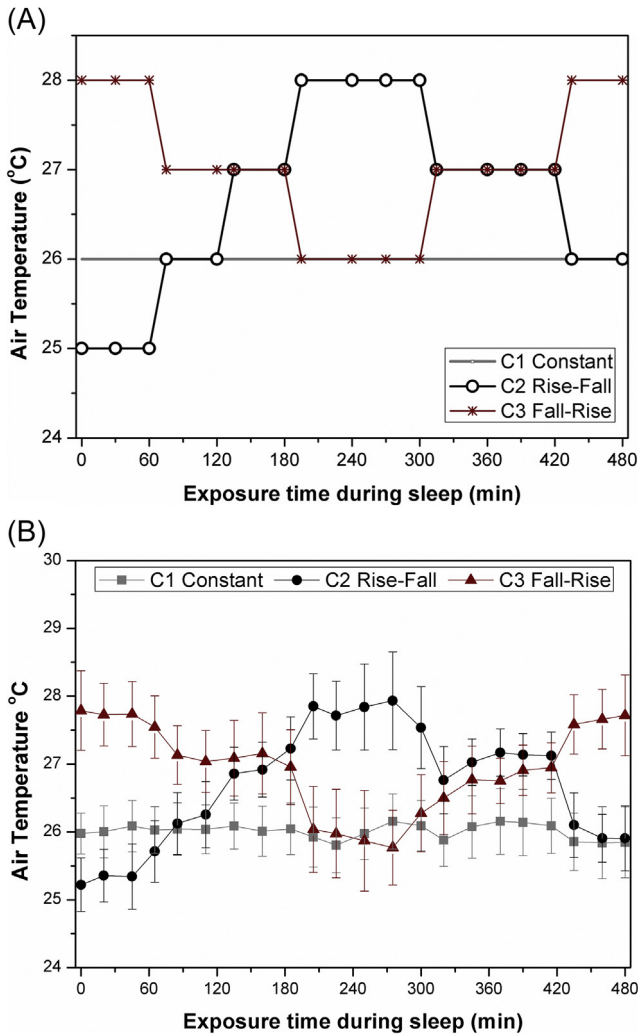 (A)
28
27
26
25
24
Air Temperature (°C)
C1 Constant
C2 Rise-Fall
C3 Fall-Rise
0 60 120 180 240 300 360 420 480
Exposure time during sleep (min)
(B)
30
29
28
27
26
25
24
Air Temperature °C
C1 Constant C2 Rise-Fall C3 Fall-Rise
0 60 120 180 240 300 360 420 480
Exposure time during sleep (min)